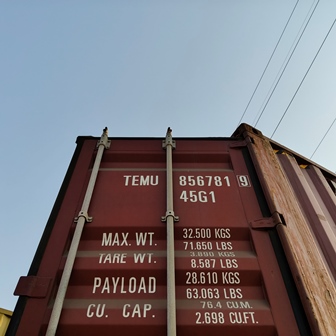 TEMU 856781 9
45G1
MAX. WT. 32.500 KGS
71.650 LBS
TARE WT. 3.890 KGS
8.587 LBS
PAYLOAD 28.610 KGS
63.063 LBS
CU. CAP. 76.4 CU.M.
2.698 CU.FT.